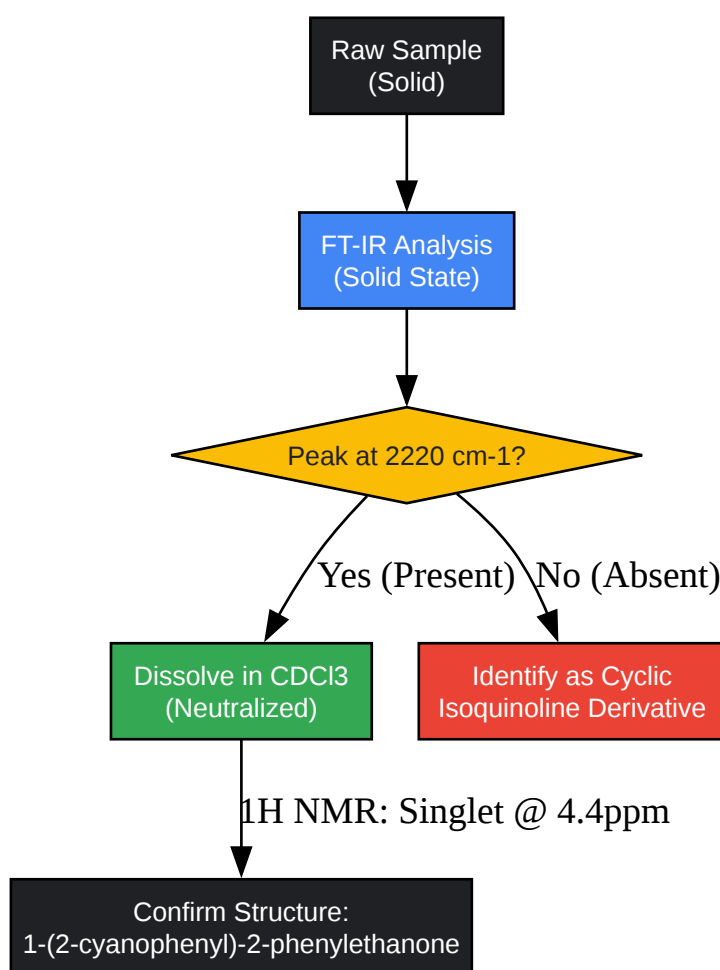 Raw Sample
(Solid)
FT-IR Analysis
(Solid State)
Peak at 2220 cm-1?
Yes (Present)
No (Absent)
Dissolve in CDCl3
(Neutralized)
Identify as Cyclic
Isoquinoline Derivative
1H NMR: Singlet @ 4.4ppm
Confirm Structure:
1-(2-cyanophenyl)-2-phenylethanone